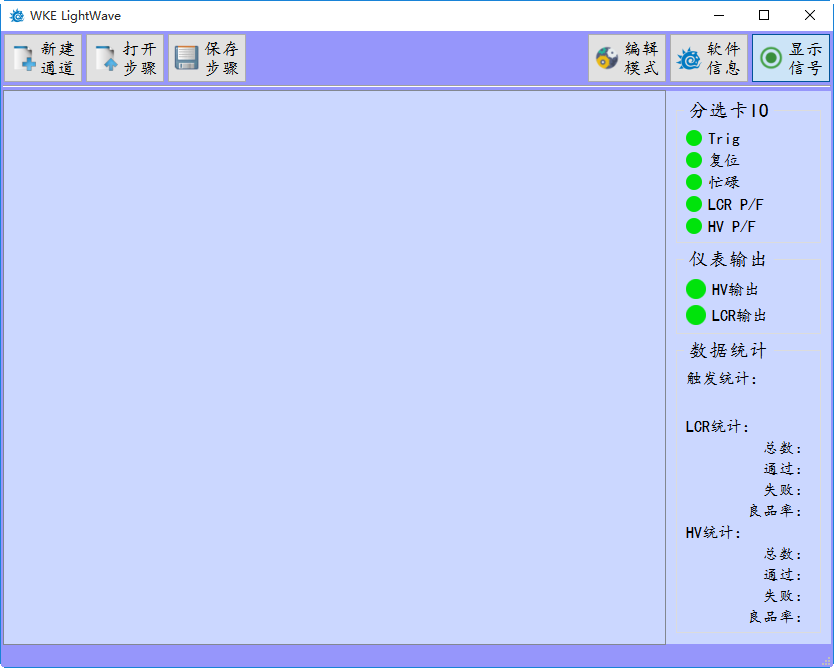 WKE LightWave
新建
通道
打开
步骤
保存
步骤
编辑
模式
软件
信息
显示
信号
分选卡IO
Trig
复位
忙碌
LCR P/F
HV P/F
仪表输出
HV输出
LCR输出
数据统计
触发统计：
LCR统计：
总数：
通过：
失败：
良品率：
HV统计：
总数：
通过：
失败：
良品率：